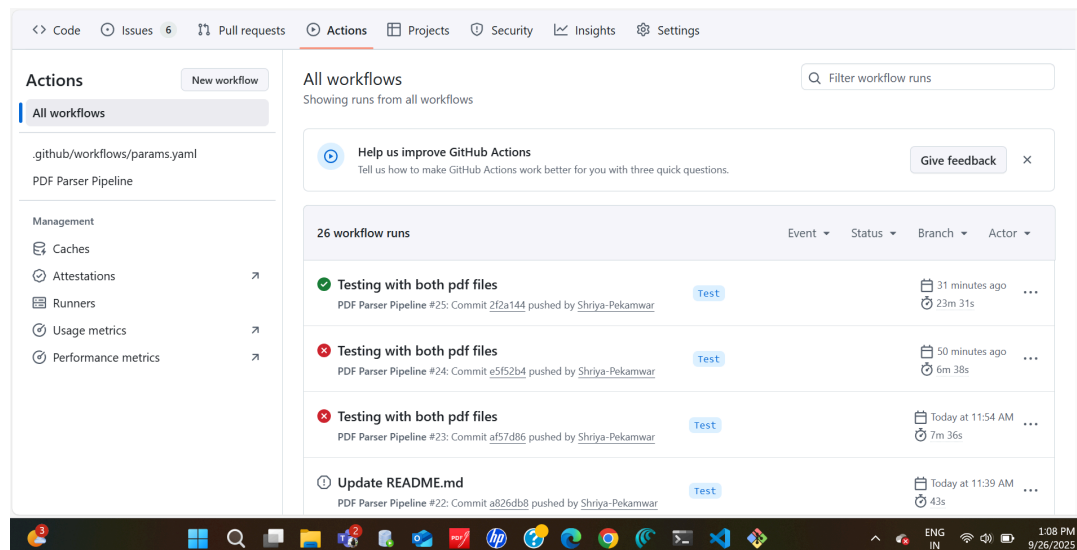 Code Issues 6 Pull requests Actions Projects Security Insights Settings
Actions
New workflow
All workflows
.github/workflows/params.yaml
PDF Parser Pipeline
Management
Caches
Attestations
Runners
Usage metrics
Performance metrics
All workflows
Showing runs from all workflows
Filter workflow runs
Help us improve GitHub Actions
Tell us how to make GitHub Actions work better for you with three quick questions.
Give feedback
26 workflow runs
Event Status Branch Actor
Testing with both pdf files
PDF Parser Pipeline #25: Commit 2f2a144 pushed by Shriya-Pekamwar
Test
31 minutes ago
23m 31s
Testing with both pdf files
PDF Parser Pipeline #24: Commit e5f52b4 pushed by Shriya-Pekamwar
Test
50 minutes ago
6m 38s
Testing with both pdf files
PDF Parser Pipeline #23: Commit af57d86 pushed by Shriya-Pekamwar
Test
Today at 11:54 AM
7m 36s
Update README.md
PDF Parser Pipeline #22: Commit a826db8 pushed by Shriya-Pekamwar
Test
Today at 11:39 AM
43s
3
2
PDF
hp
ENG
IN
1:08 PM
9/26/2025